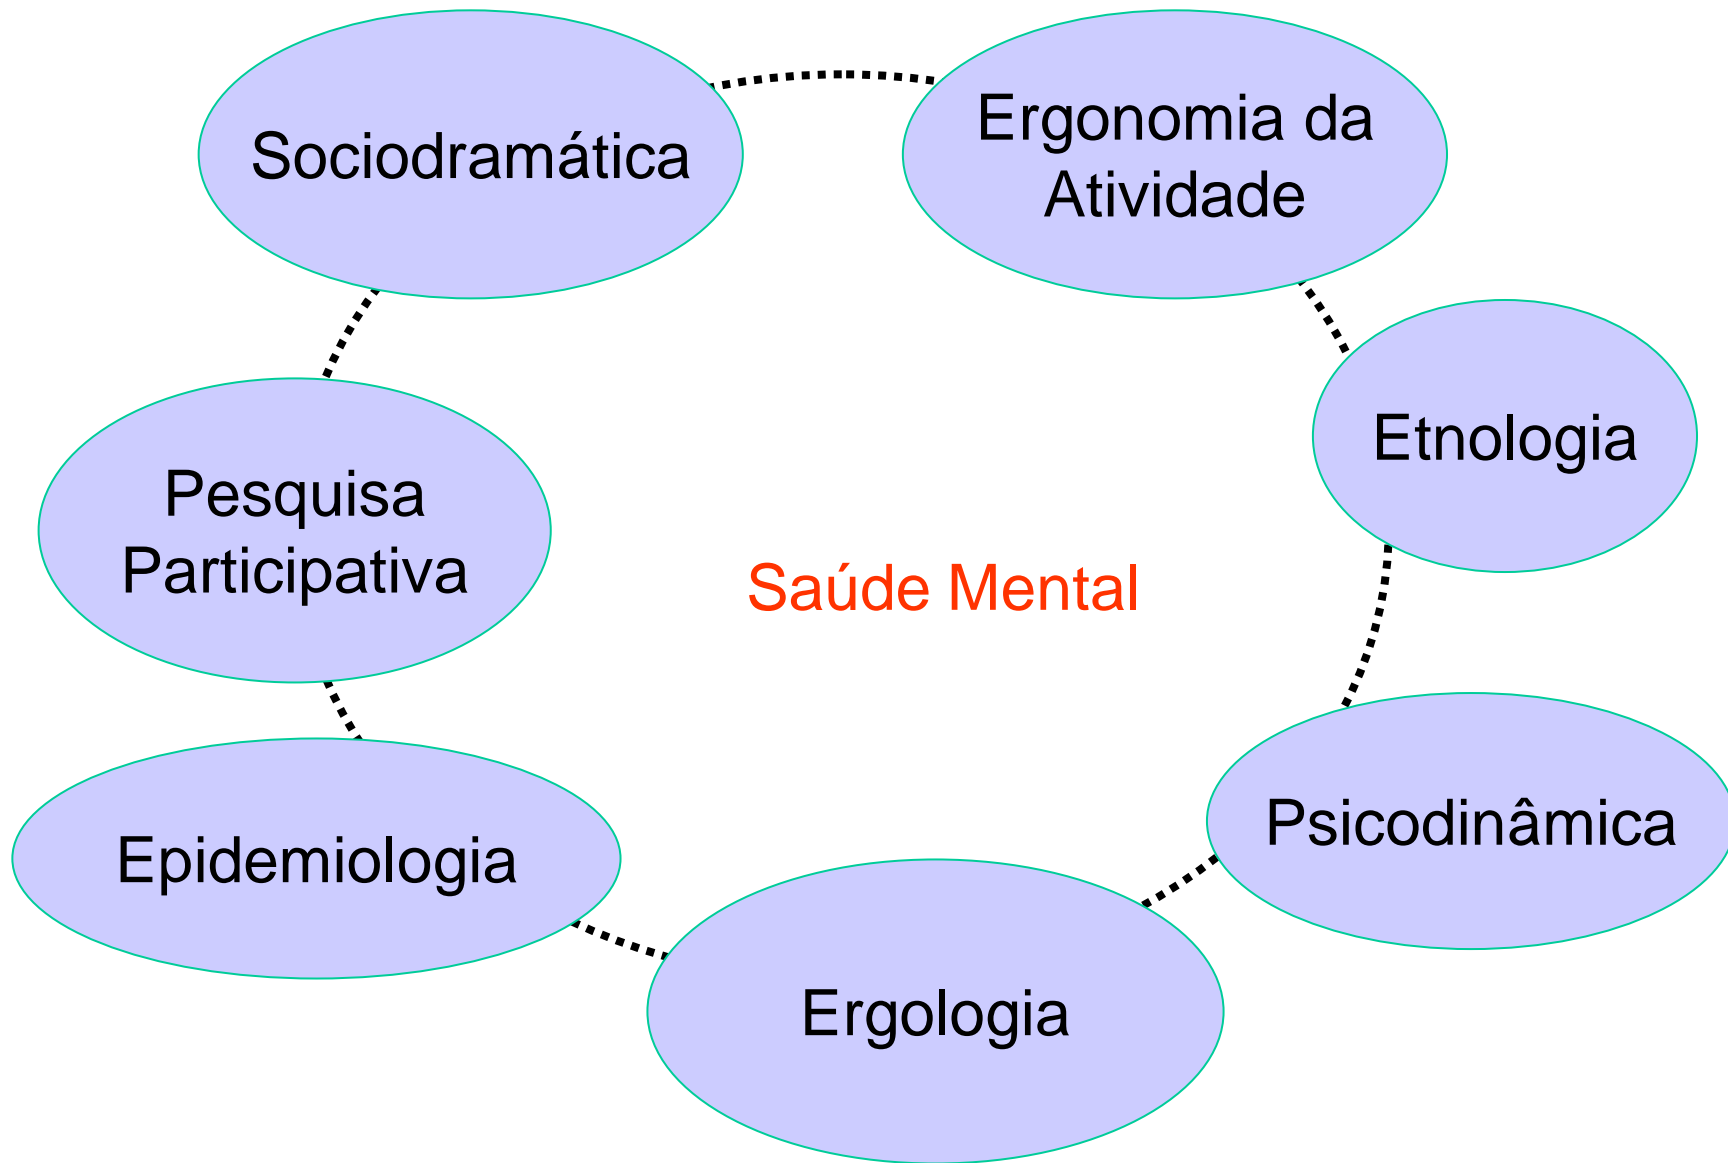 Sociodramática
Ergonomia da
Atividade
Etnologia
Pesquisa
Participativa
Saúde Mental
Psicodinâmica
Epidemiologia
Ergologia